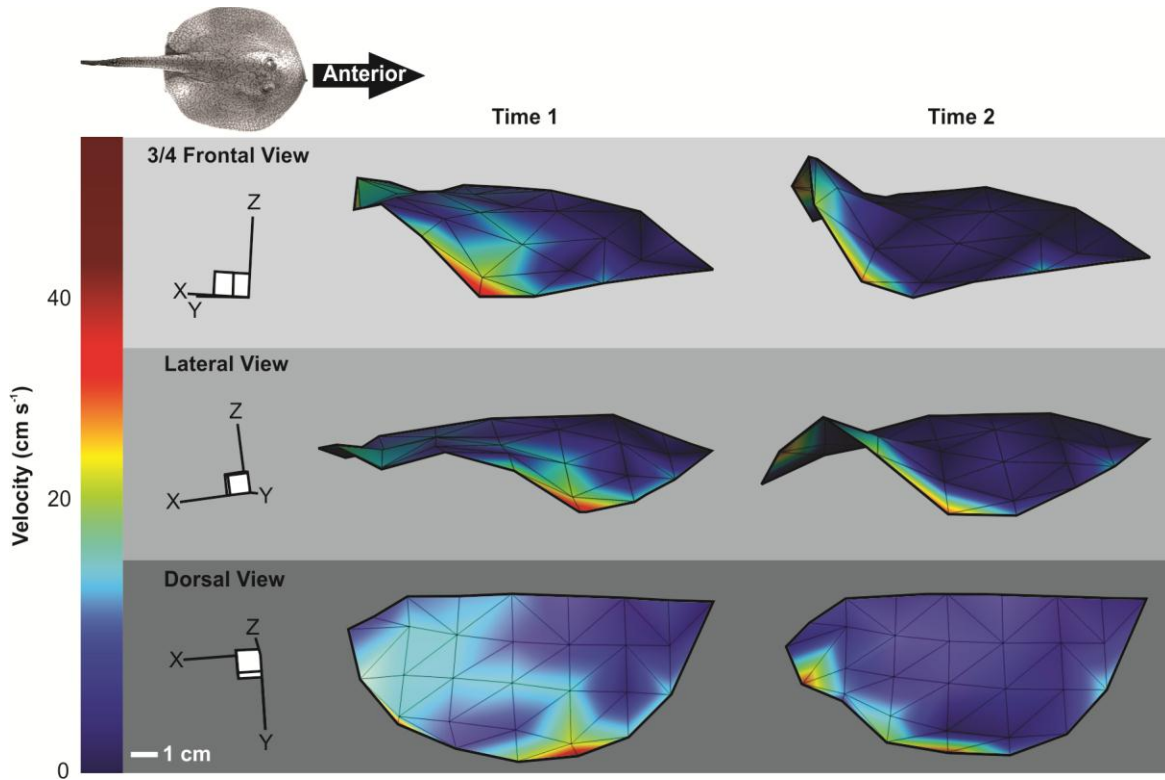 Anterior
Time 1
Time 2
3/4 Frontal View
Z
X
Y
40
Lateral View
Z
X
Y
Velocity (cm s⁻¹)
20
Dorsal View
Z
X
Y
1 cm
0